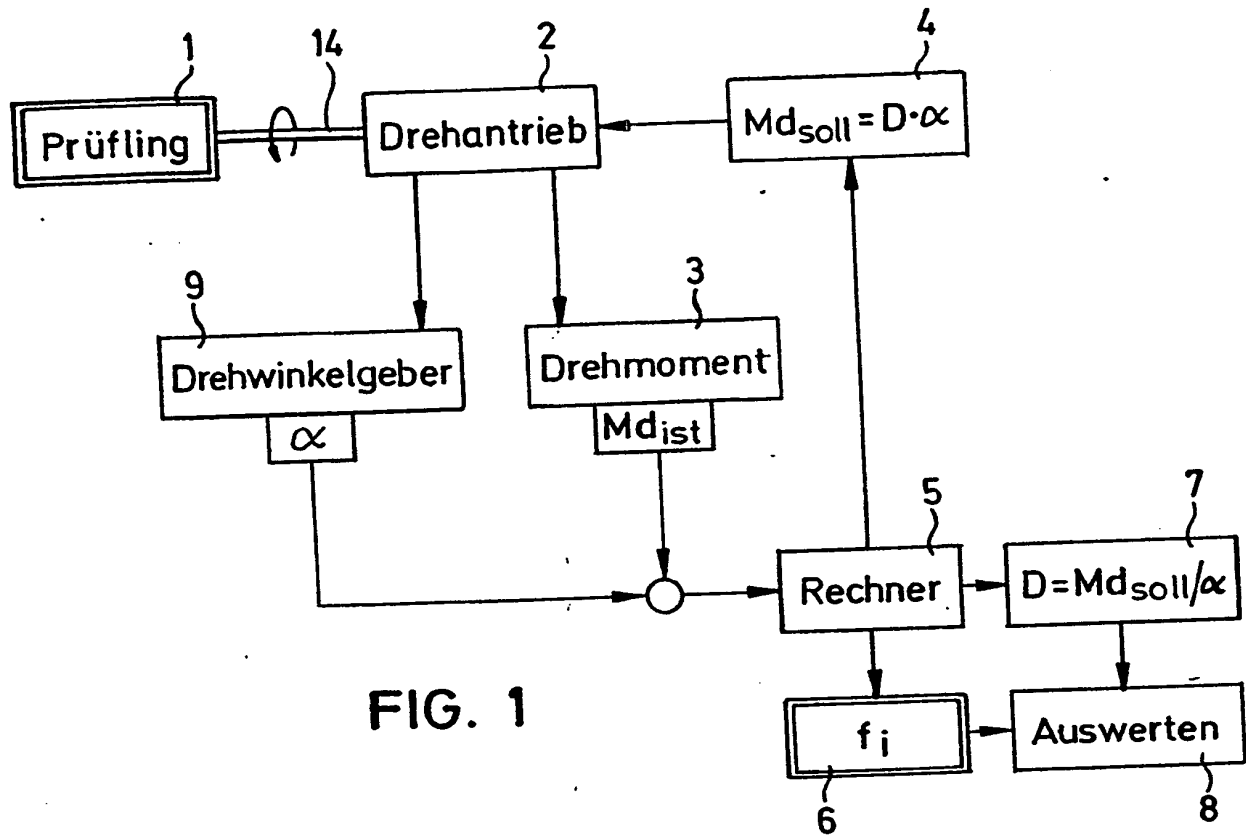 1
14
2
4
Prüfling
Drehantrieb
Md_soll = D·α
9
3
Drehwinkelgeber
α
Drehmoment
Md_ist
5
7
Rechner
D=Md_soll/α
FIG. 1
f_i
Auswerten
6
8